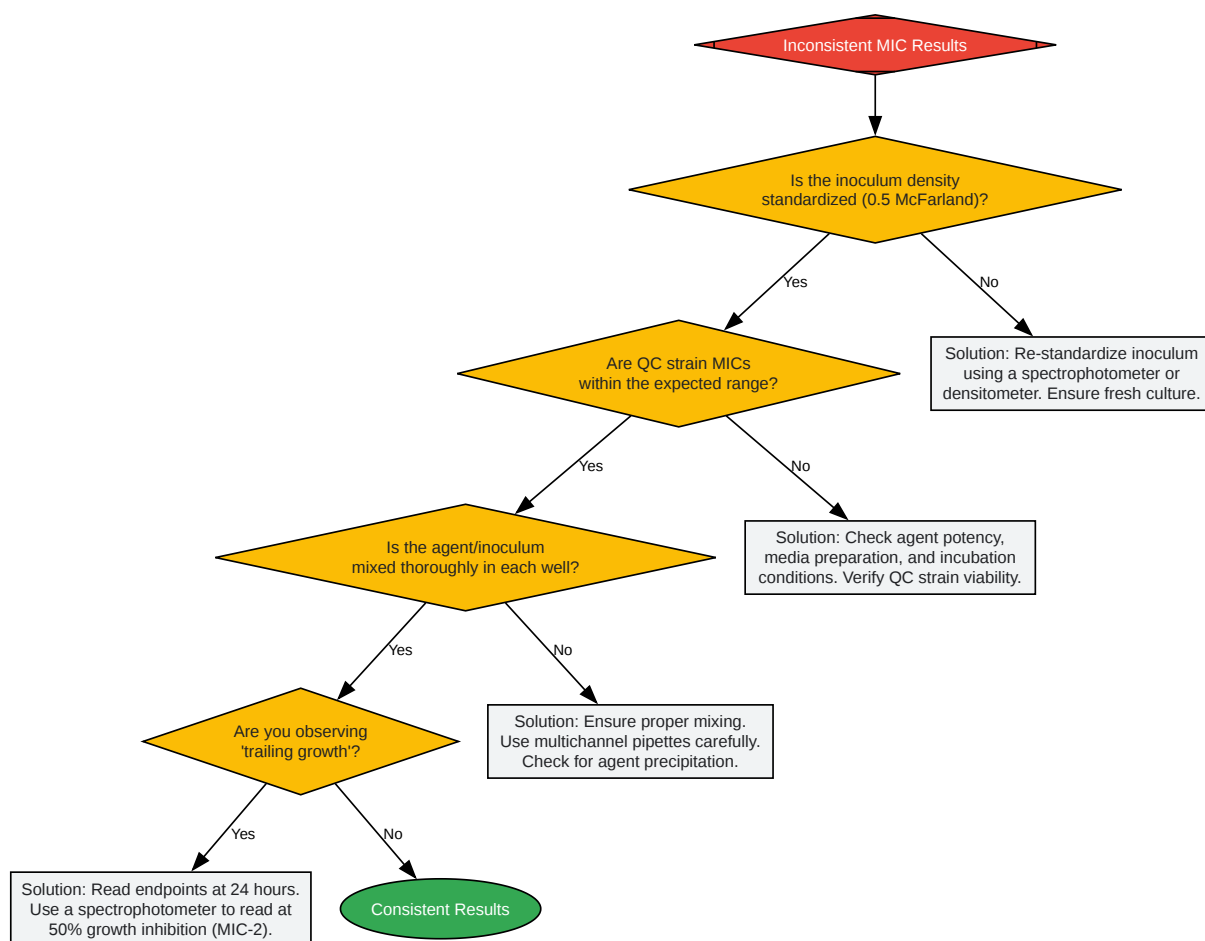 Inconsistent MIC Results
Is the inoculum density
standardized (0.5 McFarland)?
Yes
No
Are QC strain MICs
within the expected range?
Solution: Re-standardize inoculum
using a spectrophotometer or
densitometer. Ensure fresh culture.
Yes
No
Is the agent/inoculum
mixed thoroughly in each well?
Solution: Check agent potency,
media preparation, and incubation
conditions. Verify QC strain viability.
Yes
No
Are you observing
'trailing growth'?
Solution: Ensure proper mixing.
Use multichannel pipettes carefully.
Check for agent precipitation.
Yes
No
Solution: Read endpoints at 24 hours.
Use a spectrophotometer to read at
50% growth inhibition (MIC-2).
Consistent Results